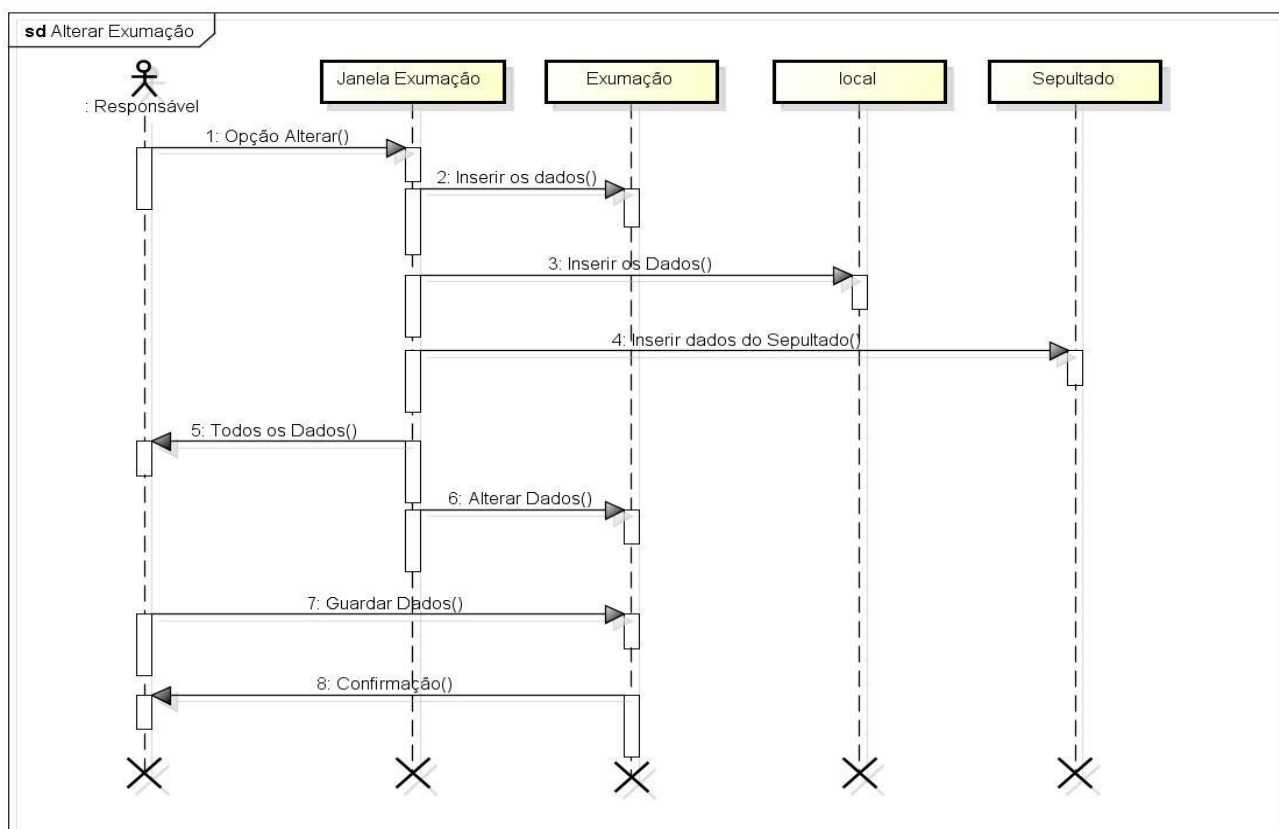 sd Alterar Exumação
: Responsável
Janela Exumação
Exumação
local
Sepultado
1: Opção Alterar()
2: Inserir os dados()
3: Inserir os Dados()
4: Inserir dados do Sepultado()
5: Todos os Dados()
6: Alterar Dados()
7: Guardar Dados()
8: Confirmação()